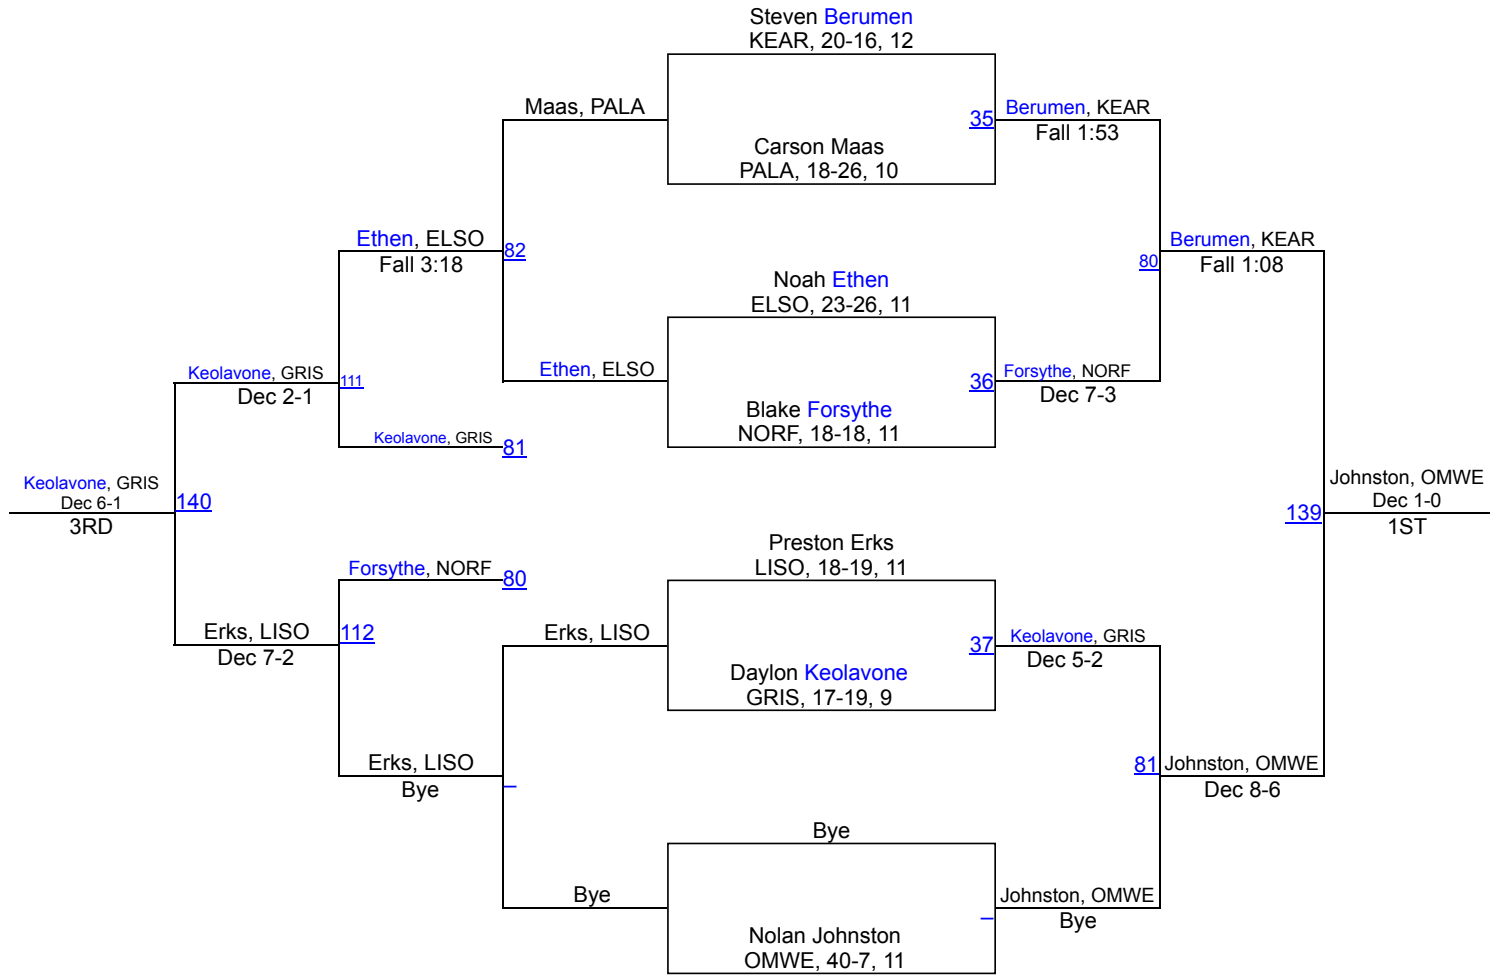 Steven Berumen
KEAR, 20-16, 12
Maas, PALA
35
Berumen, KEAR
Fall 1:53
Carson Maas
PALA, 18-26, 10
Ethen, ELSO
Fall 3:18
82
Berumen, KEAR
Fall 1:08
80
Noah Ethen
ELSO, 23-26, 11
Keolavone, GRIS
Dec 2-1
111
Ethen, ELSO
36
Forsythe, NORF
Dec 7-3
Blake Forsythe
NORF, 18-18, 11
Keolavone, GRIS
81
Keolavone, GRIS
Dec 6-1
3RD
140
139
Johnston, OMWE
Dec 1-0
1ST
Preston Erks
LISO, 18-19, 11
Forsythe, NORF
80
Erks, LISO
Dec 7-2
112
Erks, LISO
37
Keolavone, GRIS
Dec 5-2
Daylon Keolavone
GRIS, 17-19, 9
Erks, LISO
Bye
81
Johnston, OMWE
Dec 8-6
Bye
Bye
Johnston, OMWE
Bye
Nolan Johnston
OMWE, 40-7, 11